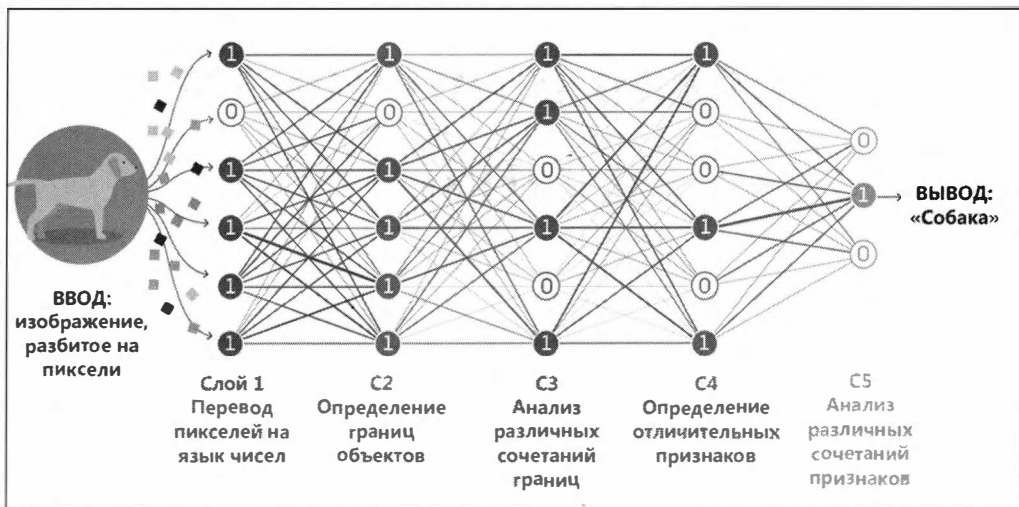 1
1
1
1
0
0
1
0
0
1
1
0
0
1
1
1
1
1
1
1
1
0
0
0
1
1
1
1
ВВОД:
изображение,
разбитое на
пиксели
ВЫВОД:
«Собака»
Слой 1
Перевод
пикселей на
язык чисел
С2
Определение
границ
объектов
С3
Анализ
различных
сочетаний
границ
С4
Определение
отличительных
признаков
С5
Анализ
различных
сочетаний
признаков